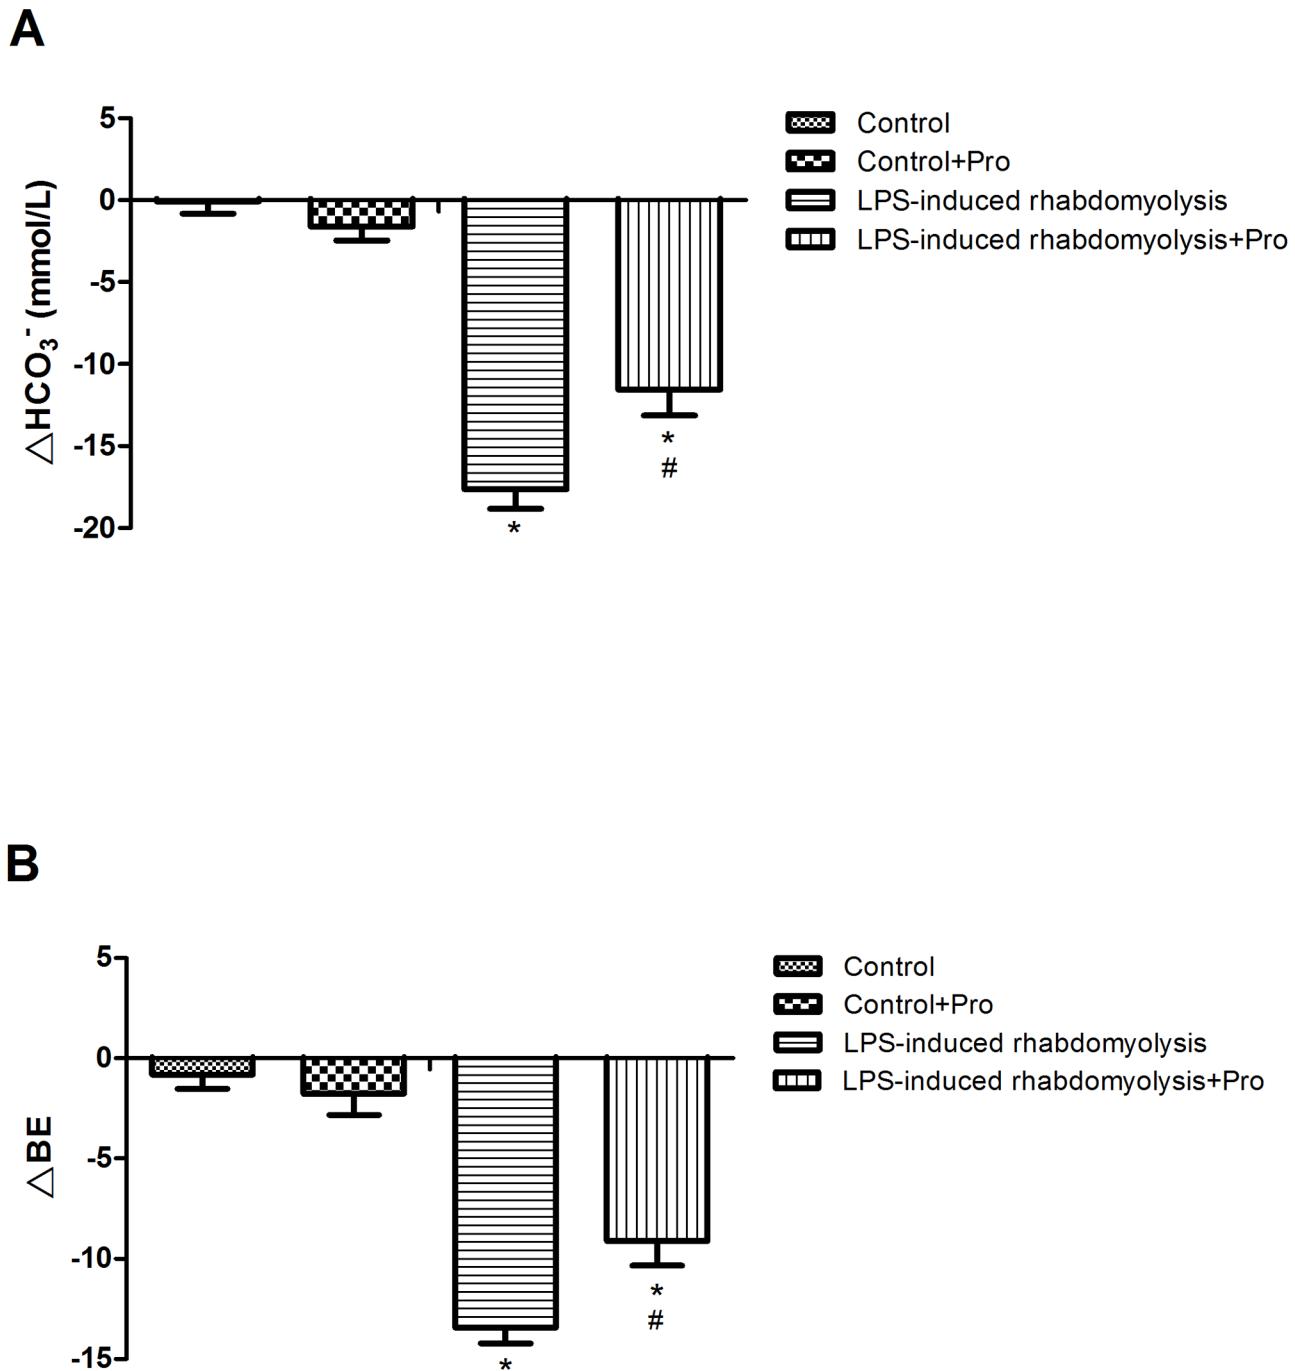 A
5
0
-5
-10
-15
-20
△HCO₃⁻ (mmol/L)
*
*
#
Control
Control+Pro
LPS-induced rhabdomyolysis
LPS-induced rhabdomyolysis+Pro
B
5
0
-5
-10
-15
△BE
*
*
#
Control
Control+Pro
LPS-induced rhabdomyolysis
LPS-induced rhabdomyolysis+Pro